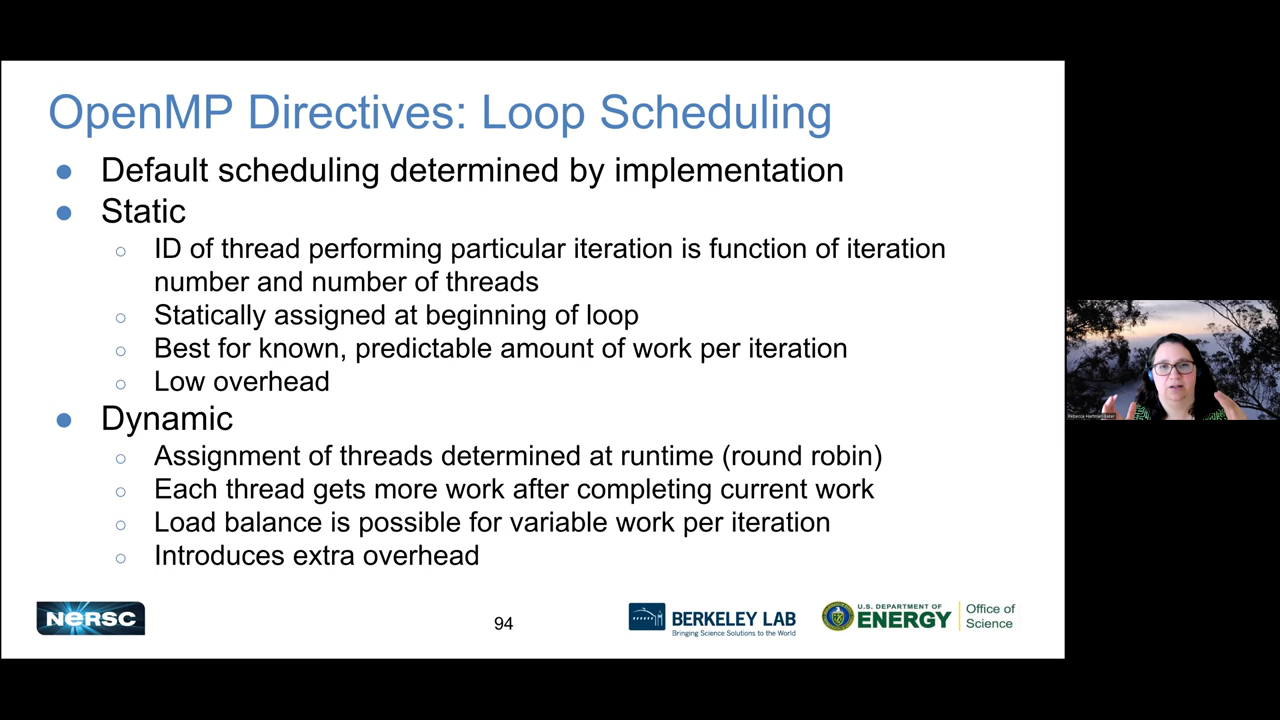 OpenMP Directives: Loop Scheduling
● Default scheduling determined by implementation
● Static
○ ID of thread performing particular iteration is function of iteration
number and number of threads
○ Statically assigned at beginning of loop
○ Best for known, predictable amount of work per iteration
○ Low overhead
● Dynamic
○ Assignment of threads determined at runtime (round robin)
○ Each thread gets more work after completing current work
○ Load balance is possible for variable work per iteration
○ Introduces extra overhead
Rebecca Hartman-Baker
NERSC
94
BERKELEY LAB
Bringing Science Solutions to the World
U.S. DEPARTMENT OF
ENERGY
Office of
Science